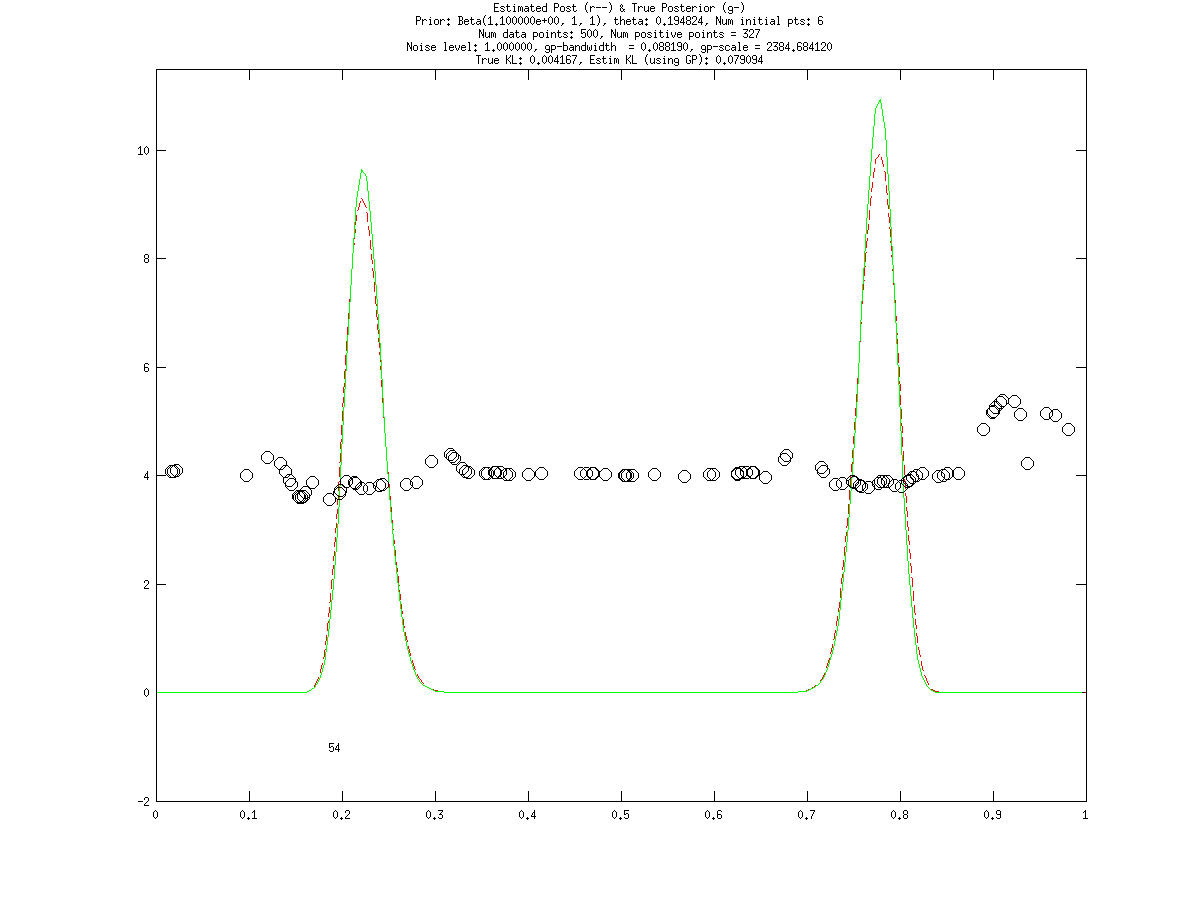 Estimated Post (r--) & True Posterior (g-)
Prior: Beta(1.100000e+00, 1, 1), theta: 0.194824, Num initial pts: 6
Num data points: 500, Num positive points = 327
Noise level: 1.000000, gp-bandwidth  = 0.088190, gp-scale = 2384.684120
True KL: 0.004167, Estim KL (using GP): 0.079094
10
8
6
4
2
0
54
-2
0 0.1 0.2 0.3 0.4 0.5 0.6 0.7 0.8 0.9 1